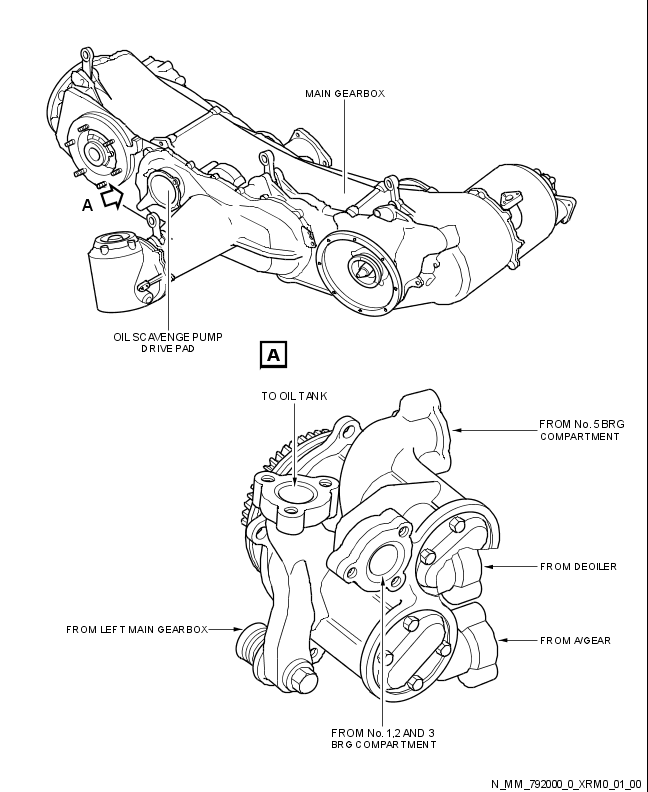 MAIN GEARBOX
A
OIL SCAVENGE PUMP
DRIVE PAD
A
TO OIL TANK
FROM No. 5 BRG
COMPARTMENT
FROM DEOILER
FROM LEFT MAIN GEARBOX
FROM A/GEAR
FROM No. 1,2 AND 3
BRG COMPARTMENT
N_MM_792000_0_XRM0_01_00